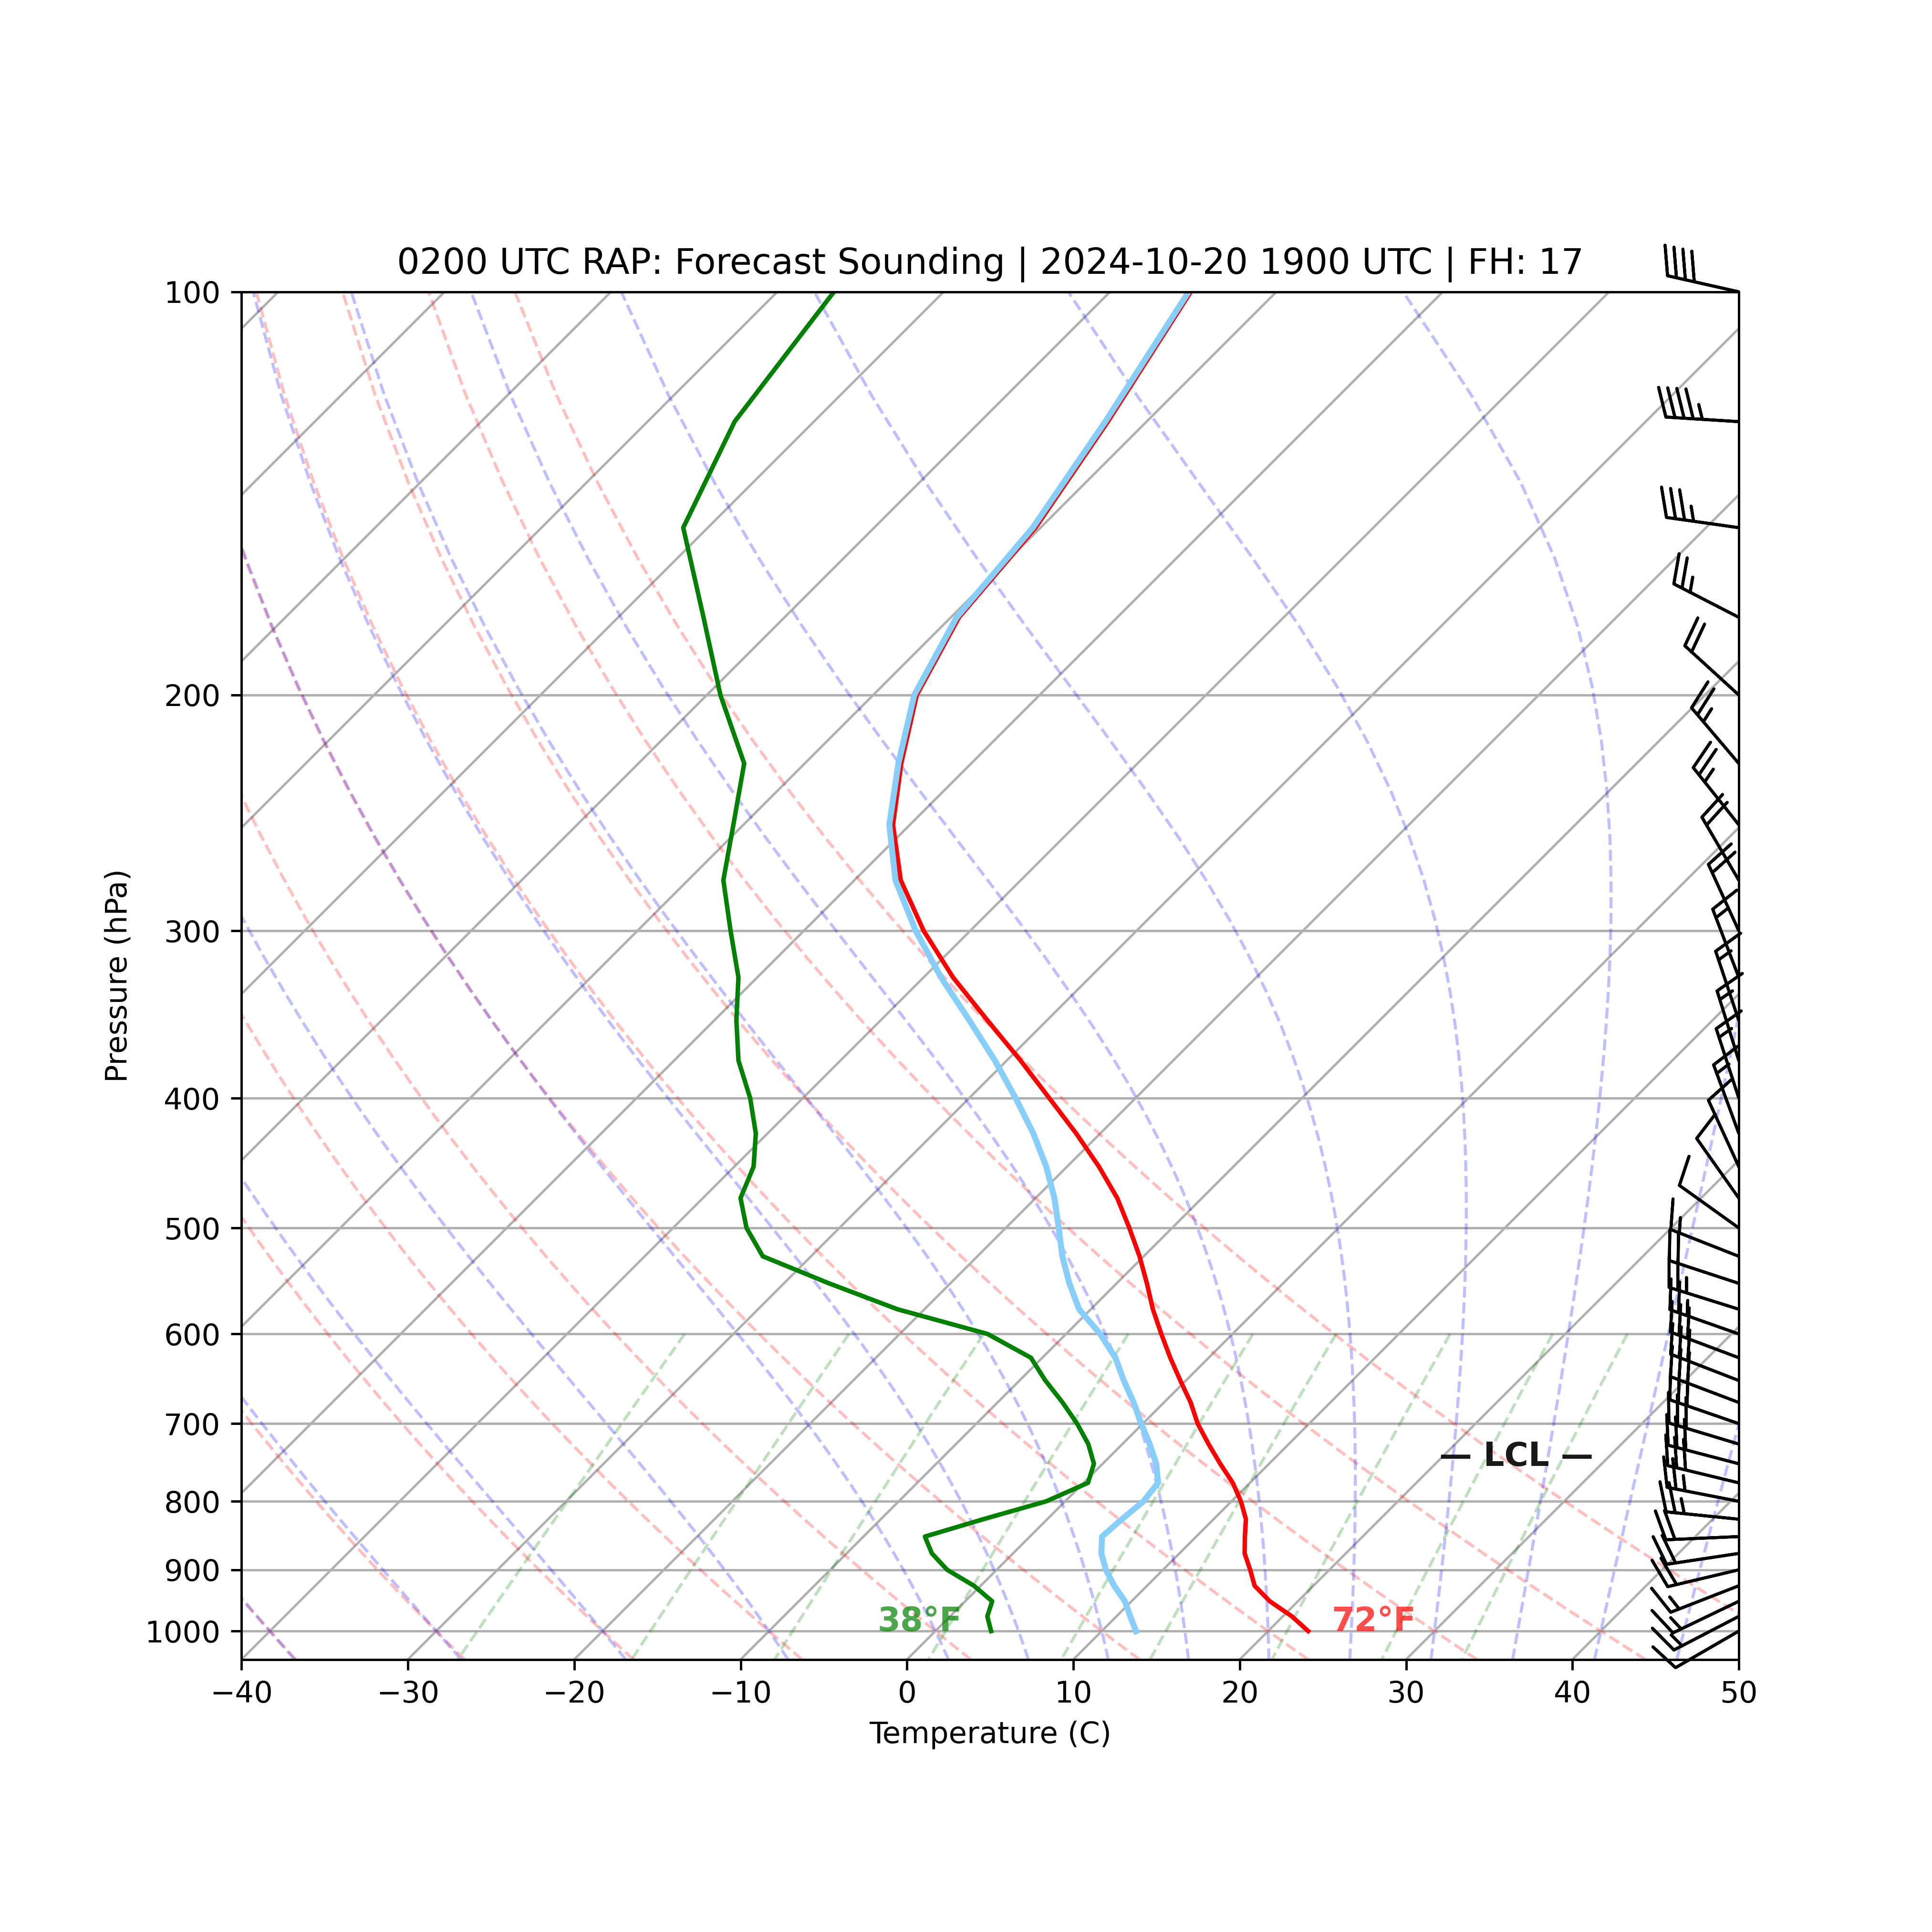 0200 UTC RAP: Forecast Sounding | 2024-10-20 1900 UTC | FH: 17
100
200
300
400
500
600
700
800
900
1000
Pressure (hPa)
— LCL —
38°F
72°F
−40 −30 −20 −10 0 10 20 30 40 50
Temperature (C)